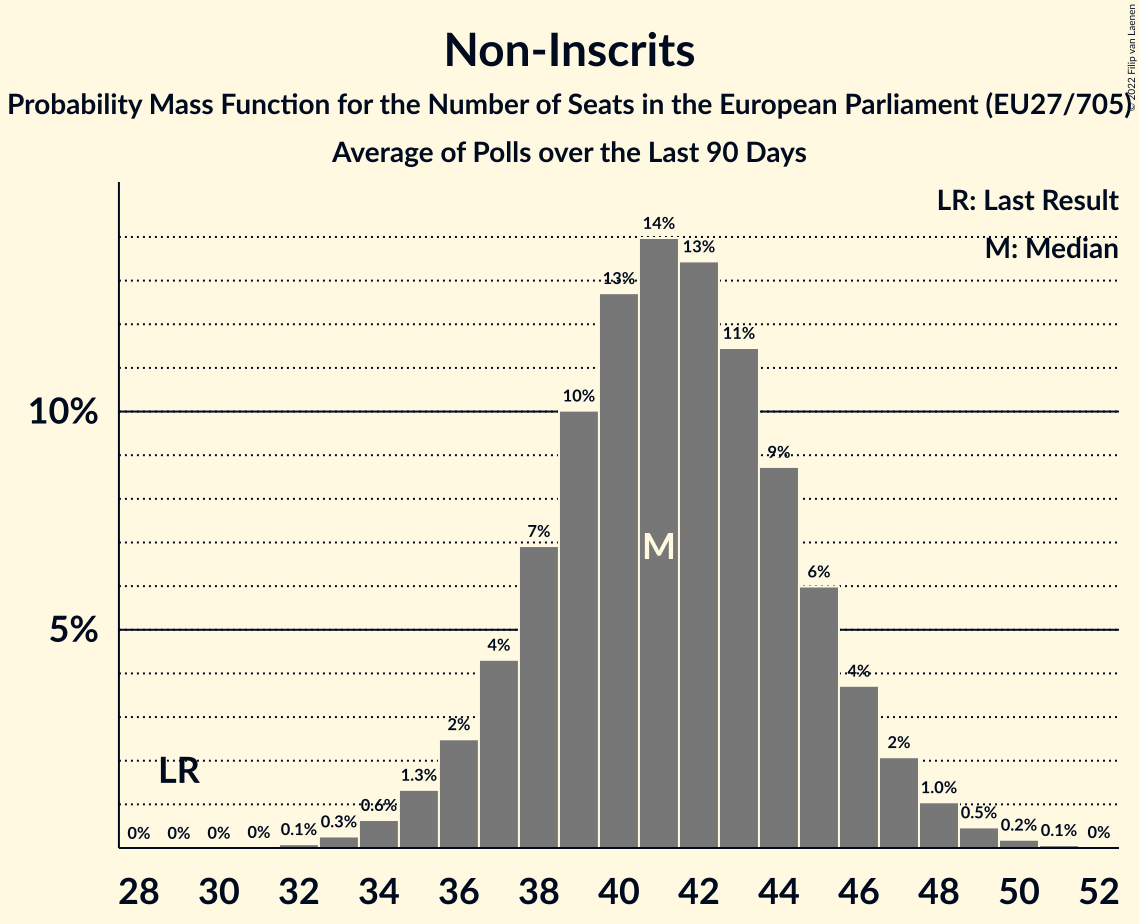 Non-Inscrits
Probability Mass Function for the Number of Seats in the European Parliament (EU27/705)
Average of Polls over the Last 90 Days
© 2022 Filip van Laenen
LR: Last Result
M: Median
14%
13%
13%
11%
10%
10%
9%
7%
M
6%
5%
4%
4%
2%
2%
LR
1.3%
1.0%
0.6%
0.5%
0.3%
0.2%
0% 0% 0% 0% 0.1% 0.1% 0%
28 30 32 34 36 38 40 42 44 46 48 50 52